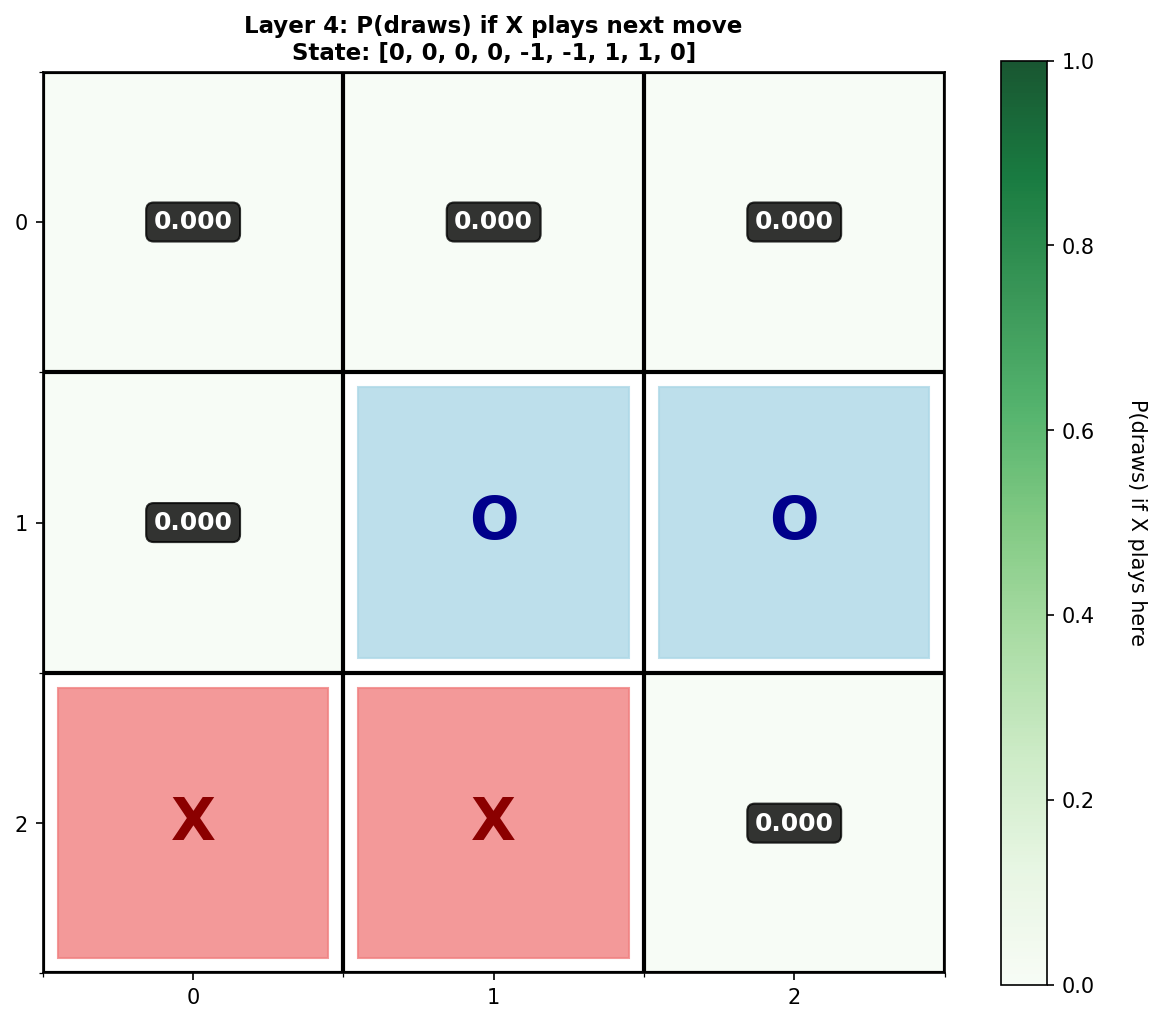 Layer 4: P(draws) if X plays next move
State: [0, 0, 0, 0, -1, -1, 1, 1, 0]
0
0.000
0.000
0.000
1
0.000
O
O
2
X
X
0.000
0
1
2
1.0
0.8
0.6
0.4
0.2
0.0
P(draws) if X plays here